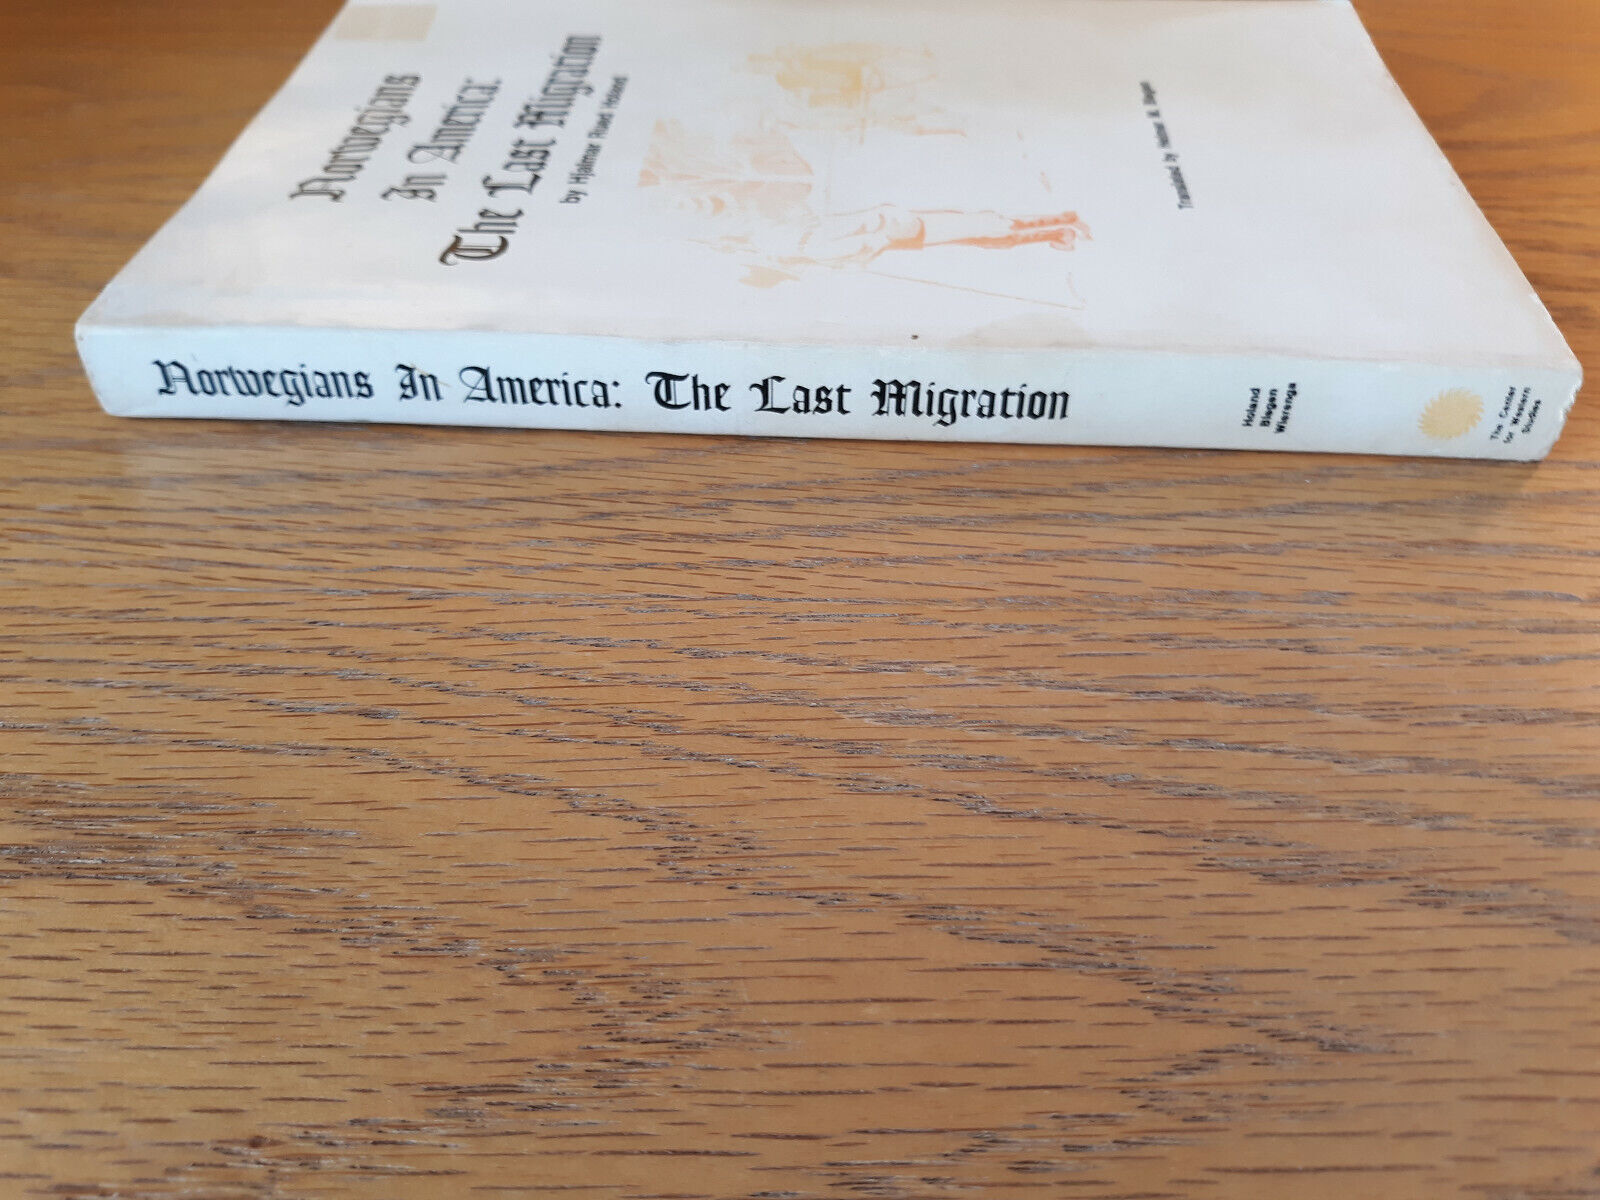 Norwegians
In America:
The Last Migration
by Hjalmar Rued Holand
Translated by Helmer M. Blegen
Norwegians In America: The Last Migration
Holand
Blegen
Wierenga
The Center
for Western
Studies